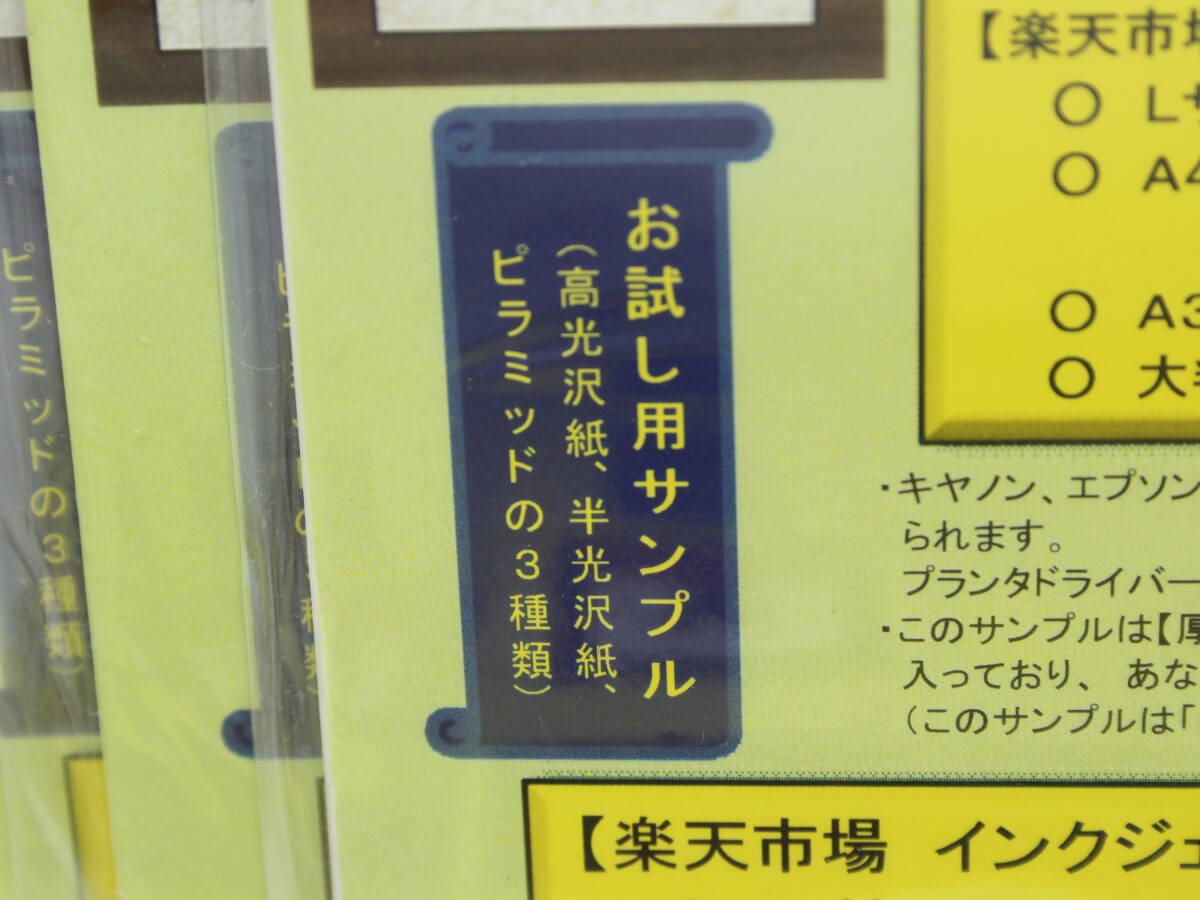 お試し用サンプル
（高光沢紙、半光沢紙、
ピラミッドの３種類）
【楽天市場
○ Lサ
○ A4
○ A3
○ 大半
・キヤノン、エプソン
られます。
プランタドライバー
・このサンプルは【厚
入っており、 あな
（このサンプルは「
【楽天市場 インクジェ
ピラミッドの３種類）